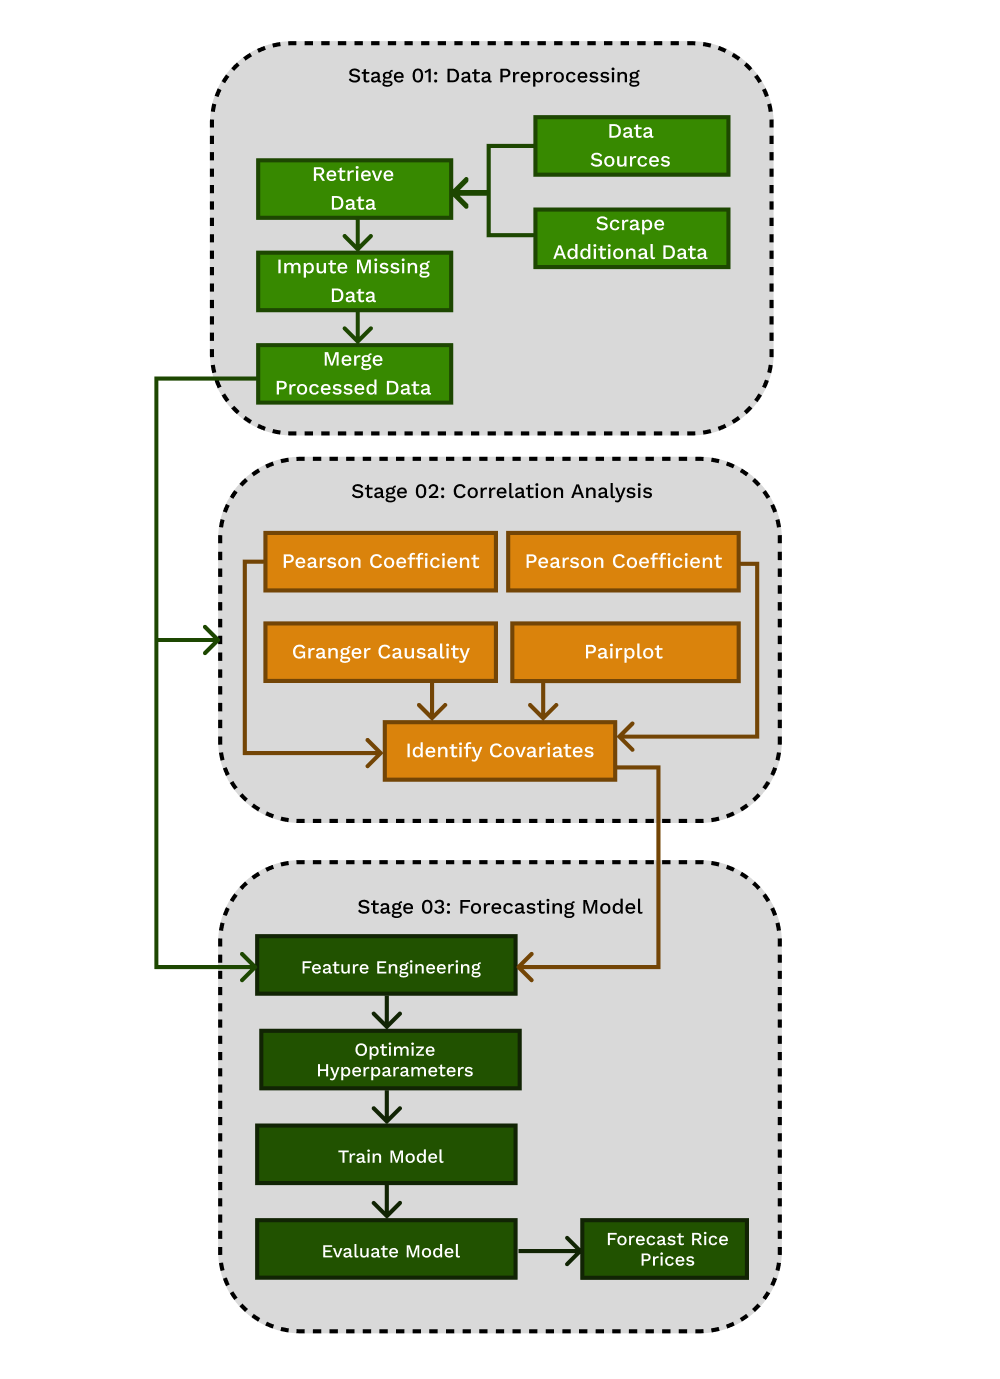 Stage 01: Data Preprocessing
Data
Sources
Retrieve
Data
Scrape
Additional Data
Impute Missing
Data
Merge
Processed Data
Stage 02: Correlation Analysis
Pearson Coefficient
Pearson Coefficient
Granger Causality
Pairplot
Identify Covariates
Stage 03: Forecasting Model
Feature Engineering
Optimize
Hyperparameters
Train Model
Evaluate Model
Forecast Rice
Prices